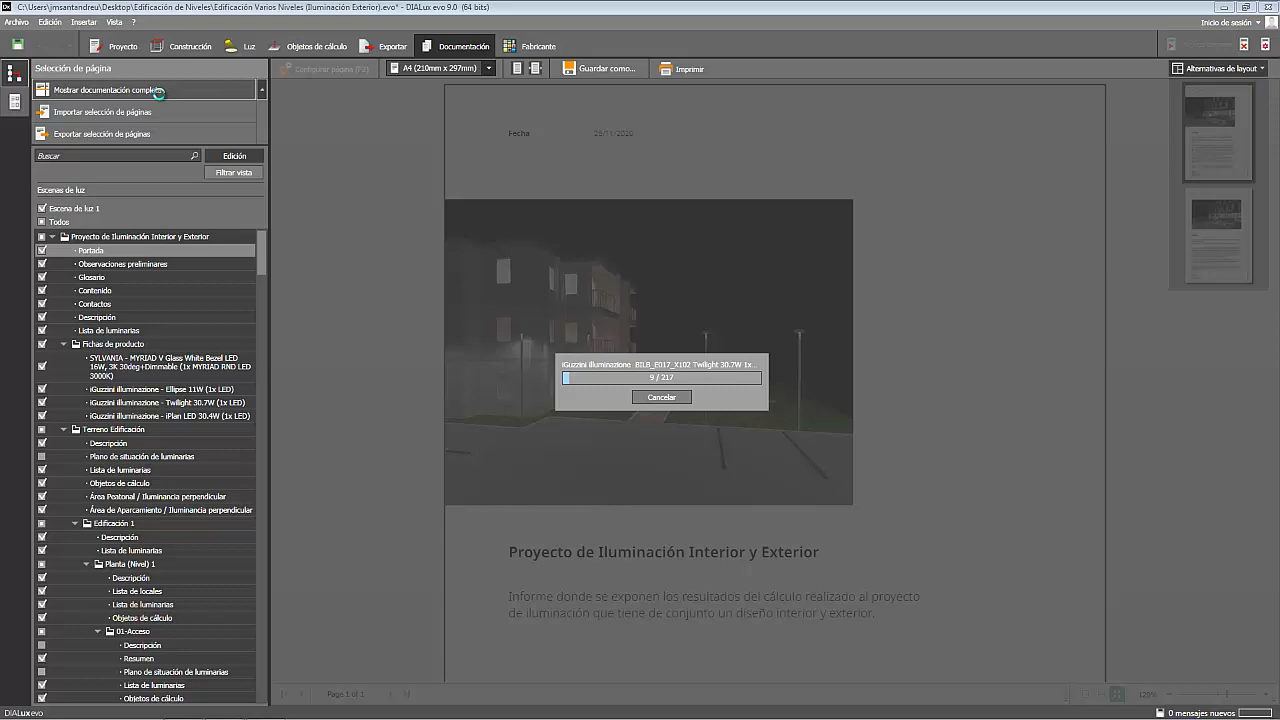 C:\Users\jmsantandreu\Desktop\Edificación de Niveles\Edificación Varios Niveles (Iluminación Exterior).evo* - DIALux evo 9.0 (64 bits)
Archivo Edición Insertar Vista ? Inicio de sesión
Proyecto Construcción Luz Objetos de cálculo Exportar Documentación Fabricante
Selección de página
Configurar página (P2) A4 (210mm x 297mm) Guardar como... Imprimir Alternativas de layout
Mostrar documentación
Importar selección de páginas
Exportar selección de páginas
Buscar Edición
Filtrar vista
Escenas de luz
Escena de luz 1
Todos
Proyecto de Iluminación Interior y Exterior
Portada
Observaciones preliminares
Glosario
Contenido
Contactos
Descripción
Lista de luminarias
Fichas de producto
SYLVANIA - MYRIAD V Glass White Bezel LED
16W, 3K 30deg+Dimmable (1x MYRIAD RND LED
3000K)
iGuzzini illuminazione - Ellipse 11W (1x LED)
iGuzzini illuminazione - Twilight 30.7W (1x LED)
iGuzzini illuminazione - iPlan LED 30.4W (1x LED)
Terreno Edificación
Descripción
Plano de situación de luminarias
Lista de luminarias
Objetos de cálculo
Área Peatonal / Iluminancia perpendicular
Área de Aparcamiento / Iluminancia perpendicular
Edificación 1
Descripción
Lista de luminarias
Planta (Nivel) 1
Descripción
Lista de locales
Lista de luminarias
Objetos de cálculo
01-Acceso
Descripción
Resumen
Plano de situación de luminarias
Lista de luminarias
Objetos de cálculo
Fecha
iGuzzini illuminazione BILB_E017_X102 Twilight 30.7W 1x...
9 / 217
Cancelar
Proyecto de Iluminación Interior y Exterior
Informe donde se exponen los resultados del cálculo realizado al proyecto
de iluminación que tiene de conjunto un diseño interior y exterior.
Page 1 of 1 129%
DIALux evo 0 mensajes nuevos